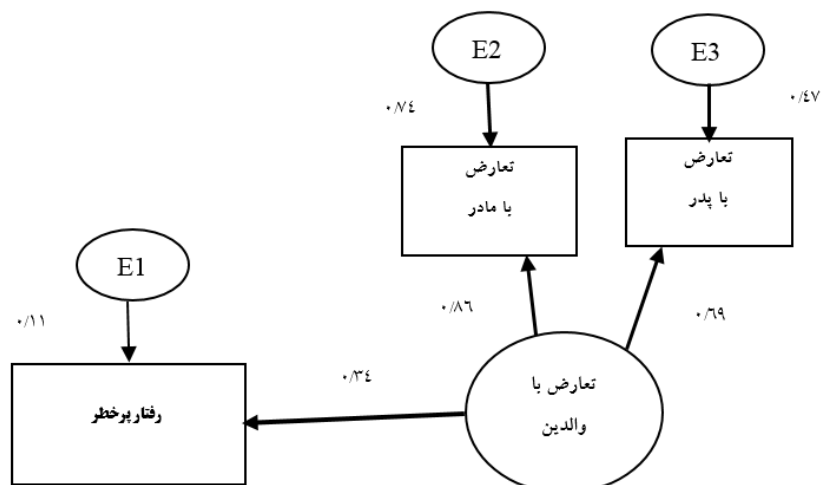 E2
E3
۰/۷٤
۰/٤۷
تعارض
با مادر
تعارض
با پدر
E1
۰/۱۱
۰/۸٦
۰/٦۹
۰/۳٤
رفتارپرخطر
تعارض با
والدین